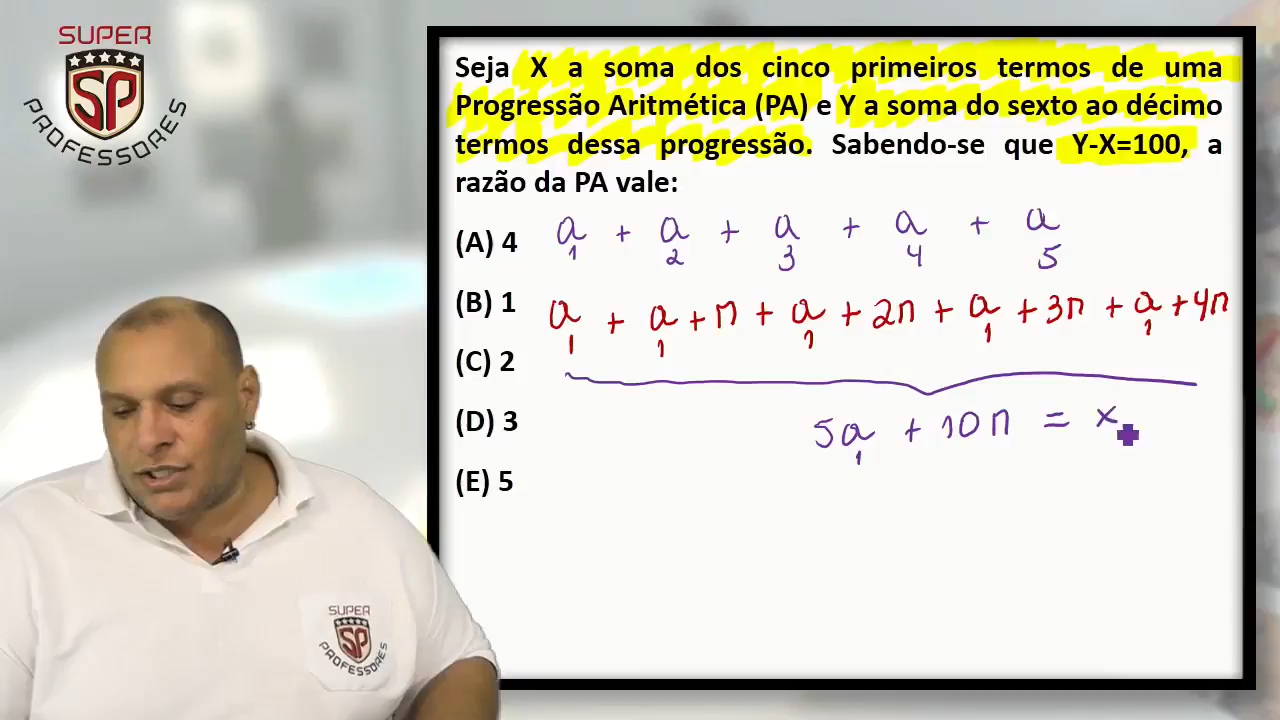 SUPER
SP
PROFESSORES
Seja X a soma dos cinco primeiros termos de uma
Progressão Aritmética (PA) e Y a soma do sexto ao décimo
termos dessa progressão. Sabendo-se que Y-X=100, a
razão da PA vale:
(A) 4
a1 + a2 + a3 + a4 + a5
(B) 1
a1 + a1 + r + a1 + 2r + a1 + 3r + a1 + 4r
(C) 2
(D) 3
5a1 + 10r = x
(E) 5
SUPER
SP
PROFESSORES